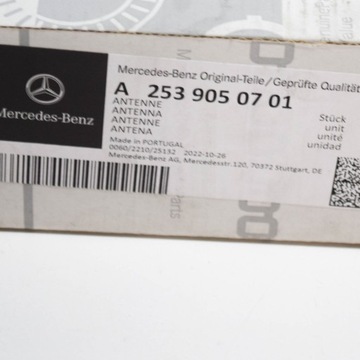 Mercedes-Benz
Mercedes-Benz Original-Teile/Geprüfte Qualität
A 253 905 07 01
ANTENNE
ANTENNA
ANTENNE
ANTENA
Stück
unit
unité
unidad
Made in PORTUGAL
0060/2210/25132 2022-10-26
Mercedes-Benz AG, Mercedesstr.120, 70372 Stuttgart, DE
Parts